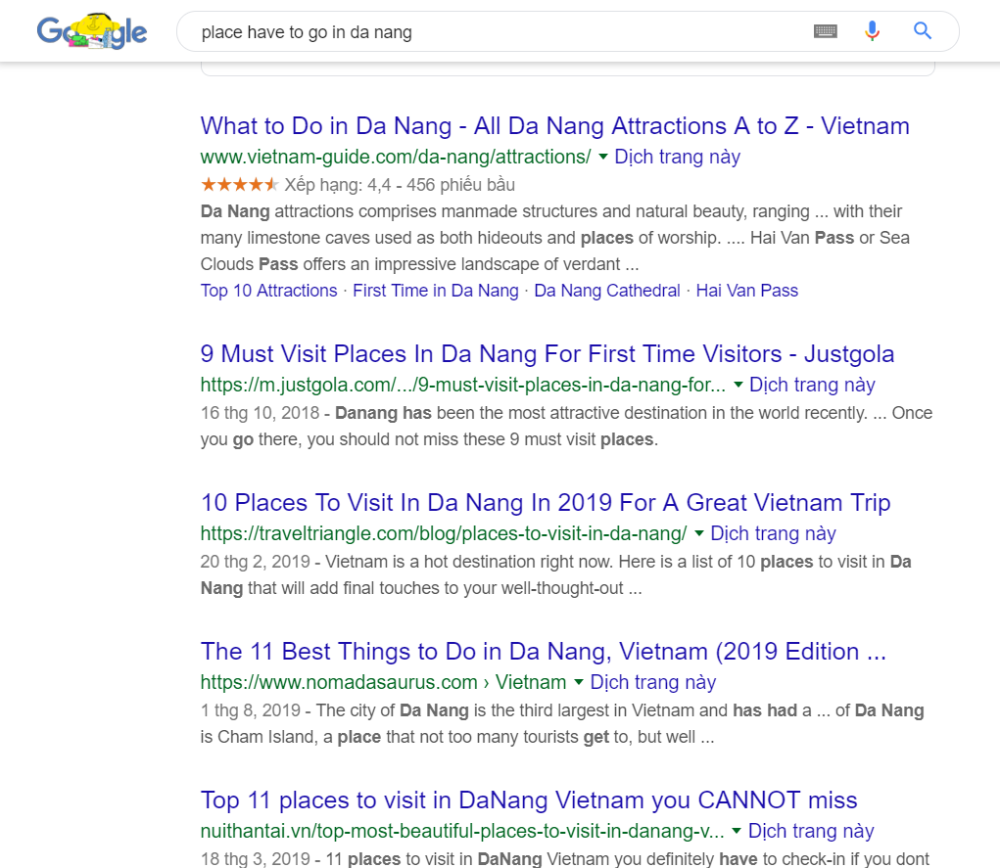 Google
place have to go in da nang
What to Do in Da Nang - All Da Nang Attractions A to Z - Vietnam
www.vietnam-guide.com/da-nang/attractions/ Dịch trang này
Xếp hạng: 4,4 - 456 phiếu bầu
Da Nang attractions comprises manmade structures and natural beauty, ranging ... with their
many limestone caves used as both hideouts and places of worship. .... Hai Van Pass or Sea
Clouds Pass offers an impressive landscape of verdant ...
Top 10 Attractions · First Time in Da Nang · Da Nang Cathedral · Hai Van Pass
9 Must Visit Places In Da Nang For First Time Visitors - Justgola
https://m.justgola.com/.../9-must-visit-places-in-da-nang-for... Dịch trang này
16 thg 10, 2018 - Danang has been the most attractive destination in the world recently. ... Once
you go there, you should not miss these 9 must visit places.
10 Places To Visit In Da Nang In 2019 For A Great Vietnam Trip
https://traveltriangle.com/blog/places-to-visit-in-da-nang/ Dịch trang này
20 thg 2, 2019 - Vietnam is a hot destination right now. Here is a list of 10 places to visit in Da
Nang that will add final touches to your well-thought-out ...
The 11 Best Things to Do in Da Nang, Vietnam (2019 Edition ...
https://www.nomadasaurus.com › Vietnam Dịch trang này
1 thg 8, 2019 - The city of Da Nang is the third largest in Vietnam and has had a ... of Da Nang
is Cham Island, a place that not too many tourists get to, but well ...
Top 11 places to visit in DaNang Vietnam you CANNOT miss
nuithantai.vn/top-most-beautiful-places-to-visit-in-danang-v... Dịch trang này
18 thg 3, 2019 - 11 places to visit in DaNang Vietnam you definitely have to check-in if you dont